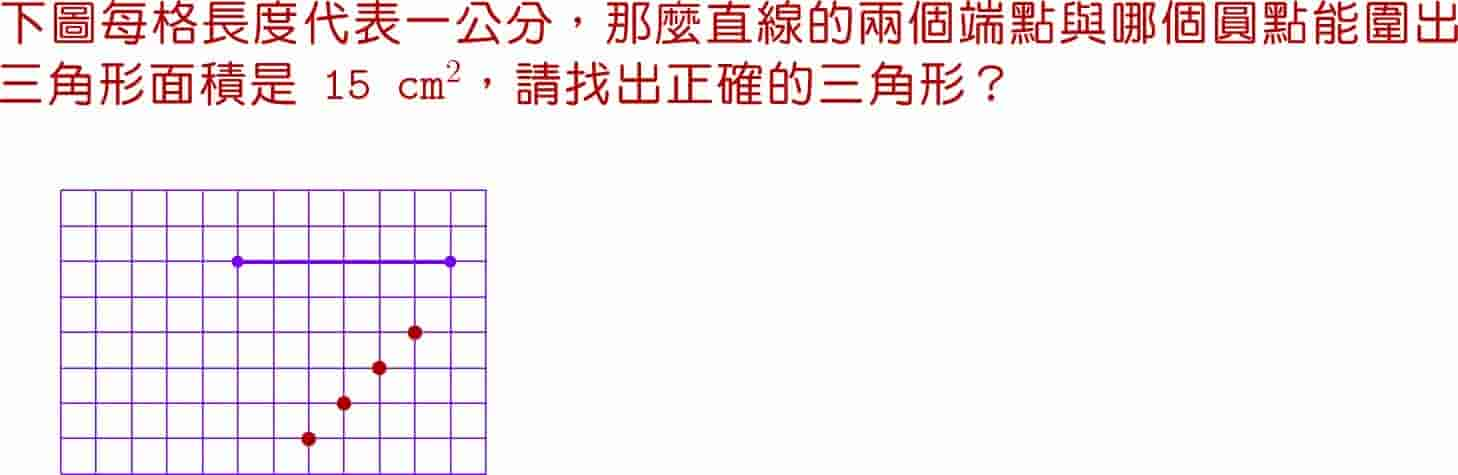 下圖每格長度代表一公分，那麼直線的兩個端點與哪個圓點能圍出
三角形面積是 15 cm²，請找出正確的三角形？